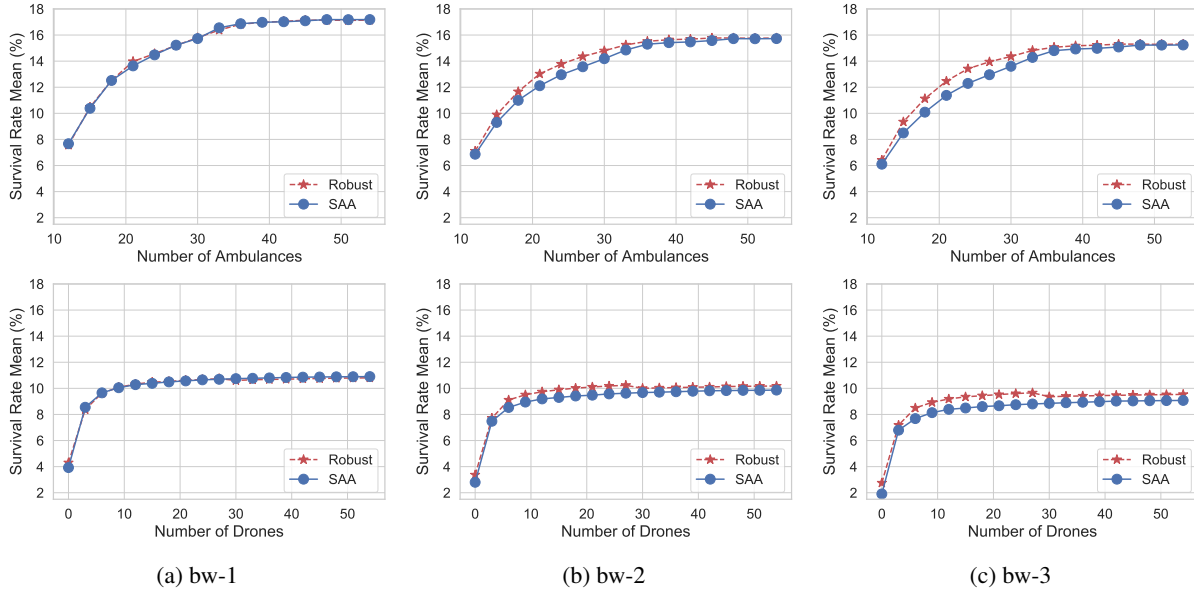 18
16
14
12
10
8
6
4
2
Survival Rate Mean (%)
Robust
SAA
10 20 30 40 50
Number of Ambulances
18
16
14
12
10
8
6
4
2
Survival Rate Mean (%)
Robust
SAA
10 20 30 40 50
Number of Ambulances
18
16
14
12
10
8
6
4
2
Survival Rate Mean (%)
Robust
SAA
10 20 30 40 50
Number of Ambulances
18
16
14
12
10
8
6
4
2
Survival Rate Mean (%)
Robust
SAA
0 10 20 30 40 50
Number of Drones
18
16
14
12
10
8
6
4
2
Survival Rate Mean (%)
Robust
SAA
0 10 20 30 40 50
Number of Drones
18
16
14
12
10
8
6
4
2
Survival Rate Mean (%)
Robust
SAA
0 10 20 30 40 50
Number of Drones
(a) bw-1
(b) bw-2
(c) bw-3